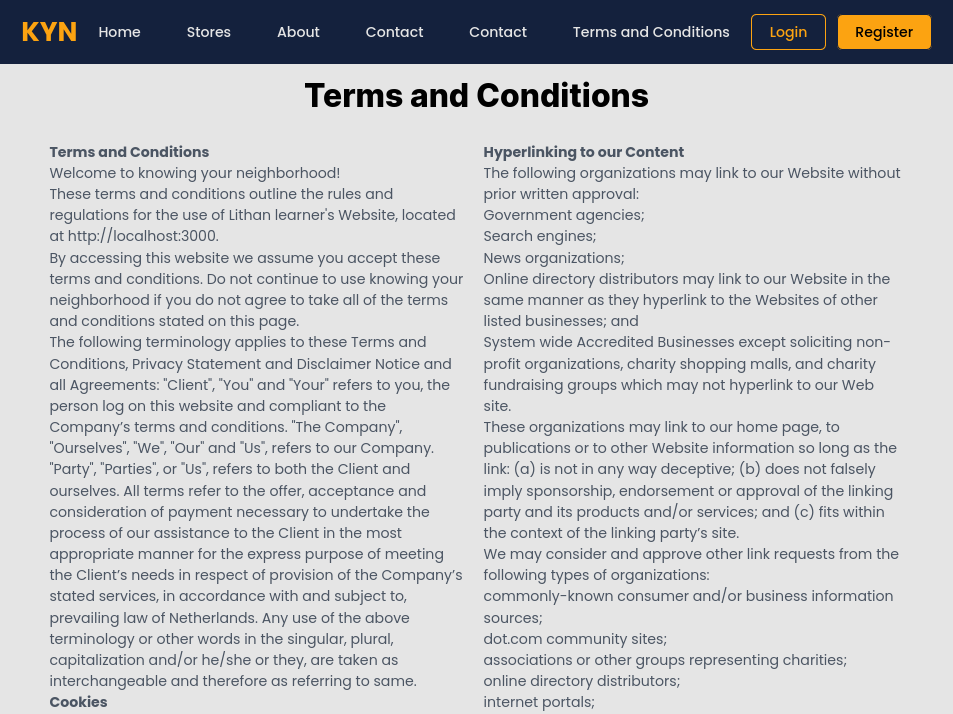 KYN
Home
Stores
About
Contact
Contact
Terms and Conditions
Login
Register
Terms and Conditions
Terms and Conditions
Welcome to knowing your neighborhood!
These terms and conditions outline the rules and
regulations for the use of Lithan learner's Website, located
at http://localhost:3000.
By accessing this website we assume you accept these
terms and conditions. Do not continue to use knowing your
neighborhood if you do not agree to take all of the terms
and conditions stated on this page.
The following terminology applies to these Terms and
Conditions, Privacy Statement and Disclaimer Notice and
all Agreements: "Client", "You" and "Your" refers to you, the
person log on this website and compliant to the
Company’s terms and conditions. "The Company",
"Ourselves", "We", "Our" and "Us", refers to our Company.
"Party", "Parties", or "Us", refers to both the Client and
ourselves. All terms refer to the offer, acceptance and
consideration of payment necessary to undertake the
process of our assistance to the Client in the most
appropriate manner for the express purpose of meeting
the Client’s needs in respect of provision of the Company’s
stated services, in accordance with and subject to,
prevailing law of Netherlands. Any use of the above
terminology or other words in the singular, plural,
capitalization and/or he/she or they, are taken as
interchangeable and therefore as referring to same.
Cookies
Hyperlinking to our Content
The following organizations may link to our Website without
prior written approval:
Government agencies;
Search engines;
News organizations;
Online directory distributors may link to our Website in the
same manner as they hyperlink to the Websites of other
listed businesses; and
System wide Accredited Businesses except soliciting non-
profit organizations, charity shopping malls, and charity
fundraising groups which may not hyperlink to our Web
site.
These organizations may link to our home page, to
publications or to other Website information so long as the
link: (a) is not in any way deceptive; (b) does not falsely
imply sponsorship, endorsement or approval of the linking
party and its products and/or services; and (c) fits within
the context of the linking party’s site.
We may consider and approve other link requests from the
following types of organizations:
commonly-known consumer and/or business information
sources;
dot.com community sites;
associations or other groups representing charities;
online directory distributors;
internet portals;